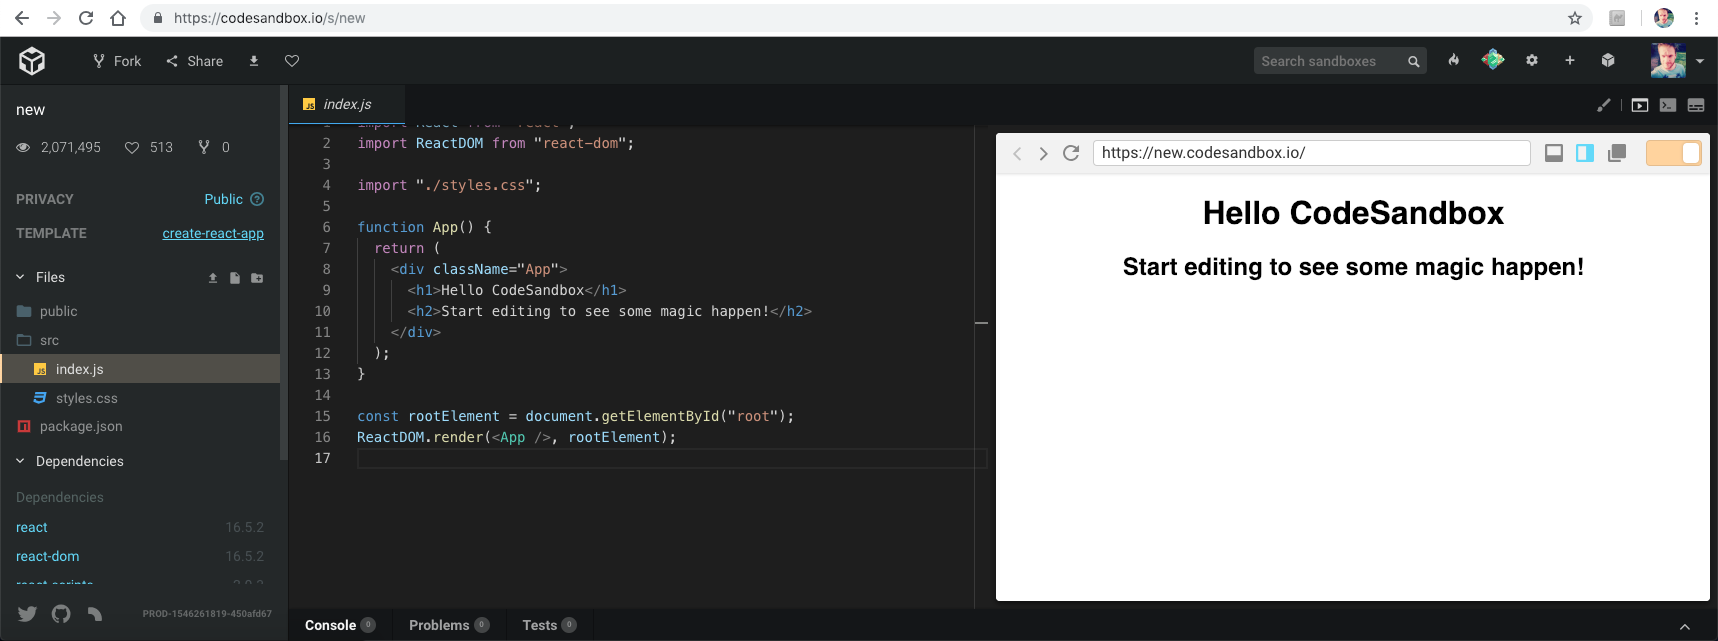 https://codesandbox.io/s/new
Fork
Share
Search sandboxes
new
2,071,495
513
0
PRIVACY
Public
TEMPLATE
create-react-app
Files
public
src
index.js
styles.css
package.json
Dependencies
Dependencies
react 16.5.2
react-dom 16.5.2
react-scripts
PROD-1546261819-450afd67
index.js
1 import React from "react";
2 import ReactDOM from "react-dom";
3
4 import "./styles.css";
5
6 function App() {
7 return (
8 <div className="App">
9 <h1>Hello CodeSandbox</h1>
10 <h2>Start editing to see some magic happen!</h2>
11 </div>
12 );
13 }
14
15 const rootElement = document.getElementById("root");
16 ReactDOM.render(<App />, rootElement);
17
https://new.codesandbox.io/
Hello CodeSandbox
Start editing to see some magic happen!
Console 0
Problems 0
Tests 0